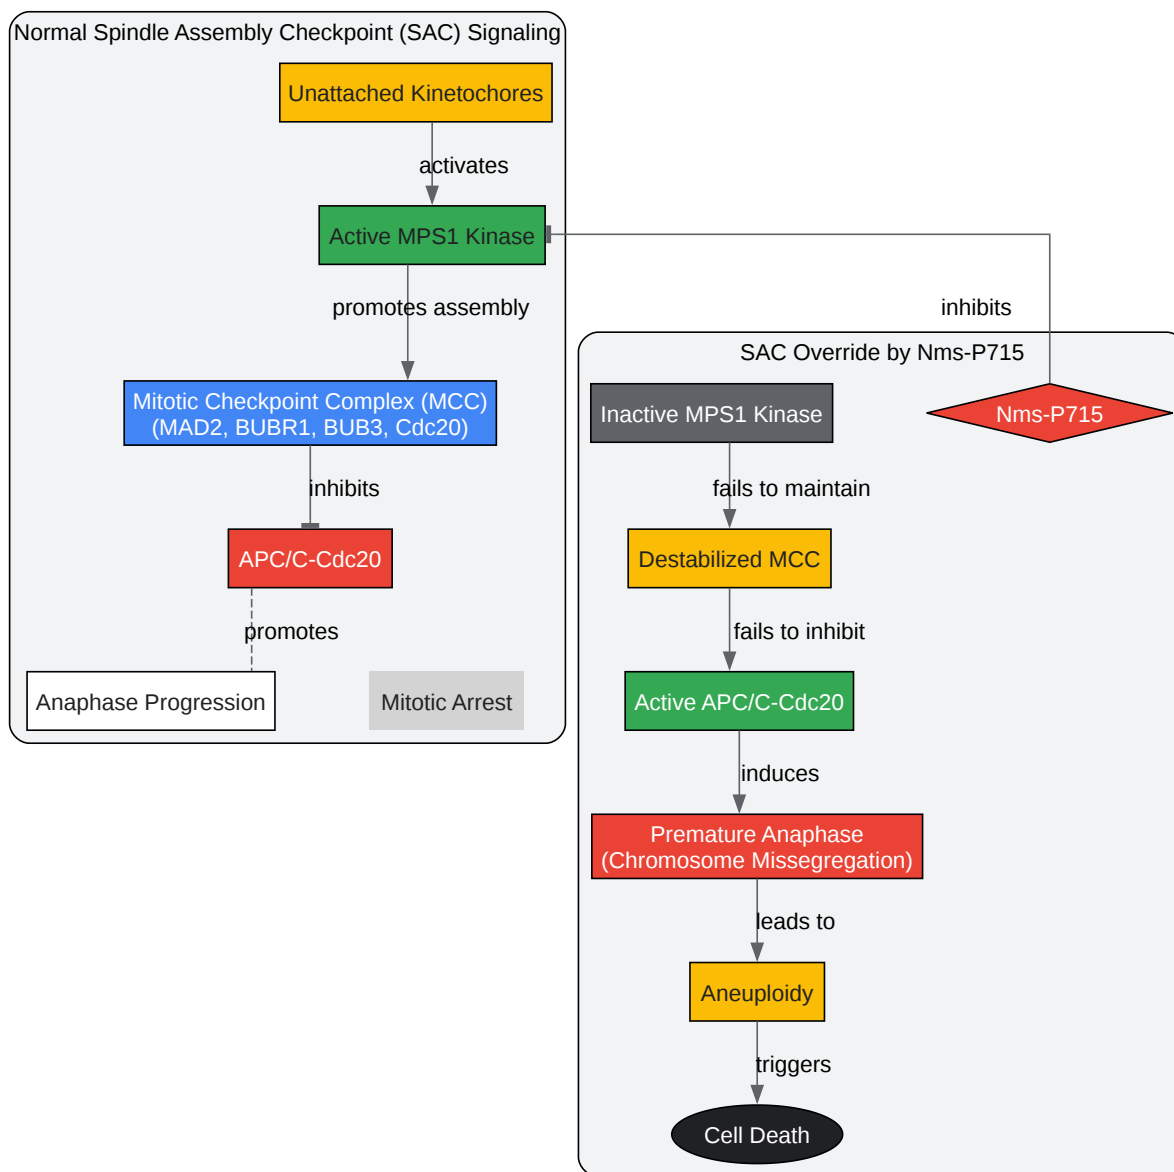 Normal Spindle Assembly Checkpoint (SAC) Signaling
Unattached Kinetochores
activates
Active MPS1 Kinase
promotes assembly
Mitotic Checkpoint Complex (MCC)
(MAD2, BUBR1, BUB3, Cdc20)
inhibits
APC/C-Cdc20
promotes
Anaphase Progression
Mitotic Arrest
inhibits
SAC Override by Nms-P715
Inactive MPS1 Kinase
Nms-P715
fails to maintain
Destabilized MCC
fails to inhibit
Active APC/C-Cdc20
induces
Premature Anaphase
(Chromosome Missegregation)
leads to
Aneuploidy
triggers
Cell Death